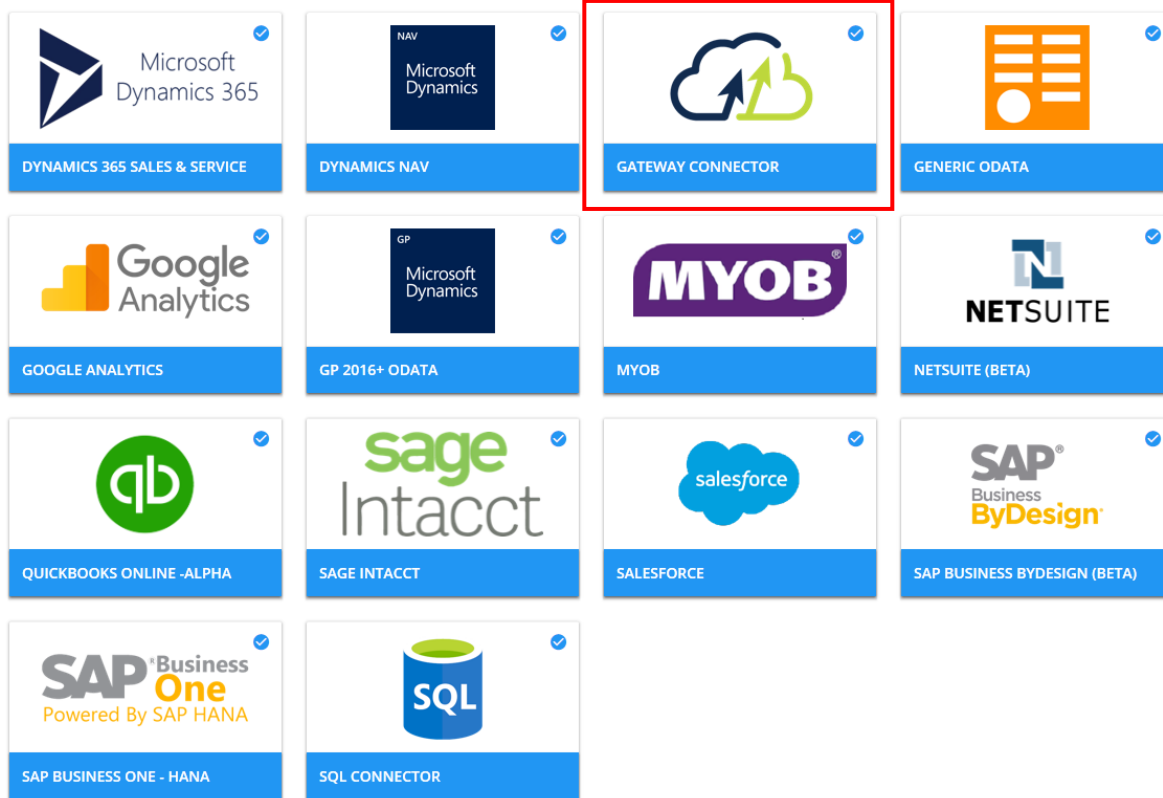 Microsoft
Dynamics 365
DYNAMICS 365 SALES & SERVICE
NAV
Microsoft
Dynamics
DYNAMICS NAV
GATEWAY CONNECTOR
GENERIC ODATA
Google
Analytics
GOOGLE ANALYTICS
GP
Microsoft
Dynamics
GP 2016+ ODATA
MYOB®
MYOB
N
NETSUITE
NETSUITE (BETA)
qb
QUICKBOOKS ONLINE -ALPHA
sage
Intacct
SAGE INTACCT
salesforce
SALESFORCE
SAP®
Business
ByDesign
SAP BUSINESS BYDESIGN (BETA)
SAP ®Business
One
Powered By SAP HANA
SAP BUSINESS ONE - HANA
SQL
SQL CONNECTOR